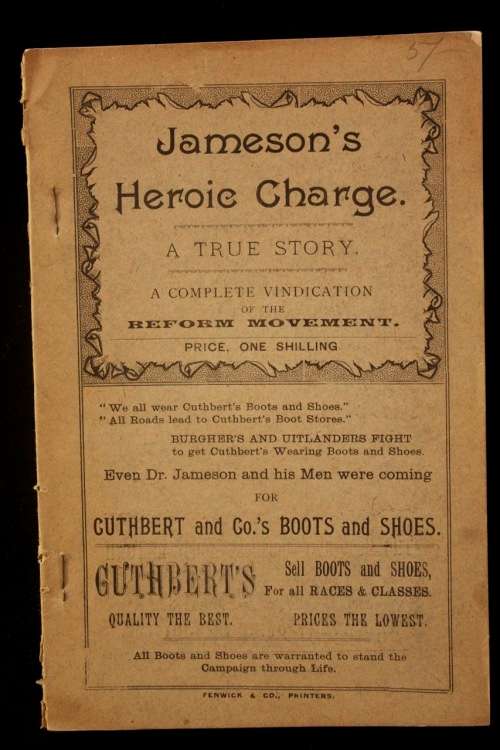 57
Jameson's
Heroic Charge.
A TRUE STORY.
A COMPLETE VINDICATION
OF THE
REFORM MOVEMENT.
PRICE, ONE SHILLING
"We all wear Cuthbert's Boots and Shoes."
"All Roads lead to Cuthbert's Boot Stores."
BURGHER'S AND UITLANDERS FIGHT
to get Cuthbert's Wearing Boots and Shoes.
Even Dr. Jameson and his Men were coming
FOR
CUTHBERT and Co.'s BOOTS and SHOES.
CUTHBERT'S
Sell BOOTS and SHOES,
For all RACES & CLASSES.
QUALITY THE BEST. PRICES THE LOWEST.
All Boots and Shoes are warranted to stand the
Campaign through Life.
FENWICK & CO., PRINTERS.